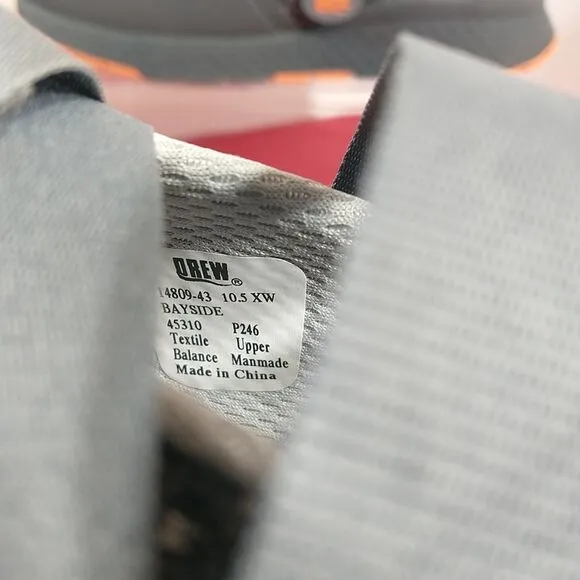 DREW®
14809-43 10.5 XW
BAYSIDE
45310 P246
Textile Upper
Balance Manmade
Made in China